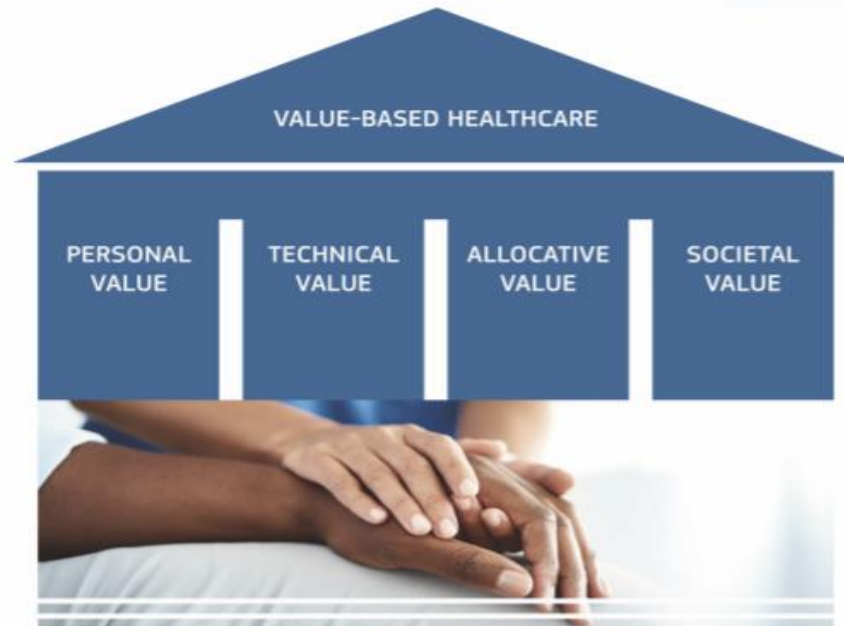 VALUE-BASED HEALTHCARE
PERSONAL
VALUE
TECHNICAL
VALUE
ALLOCATIVE
VALUE
SOCIETAL
VALUE